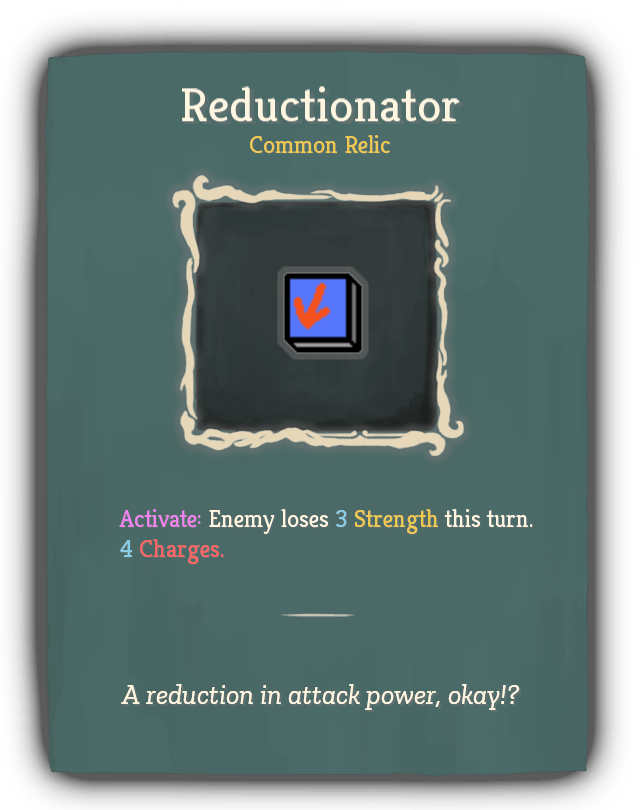 Reductionator
Common Relic
Activate: Enemy loses 3 Strength this turn.
4 Charges.
A reduction in attack power, okay!?